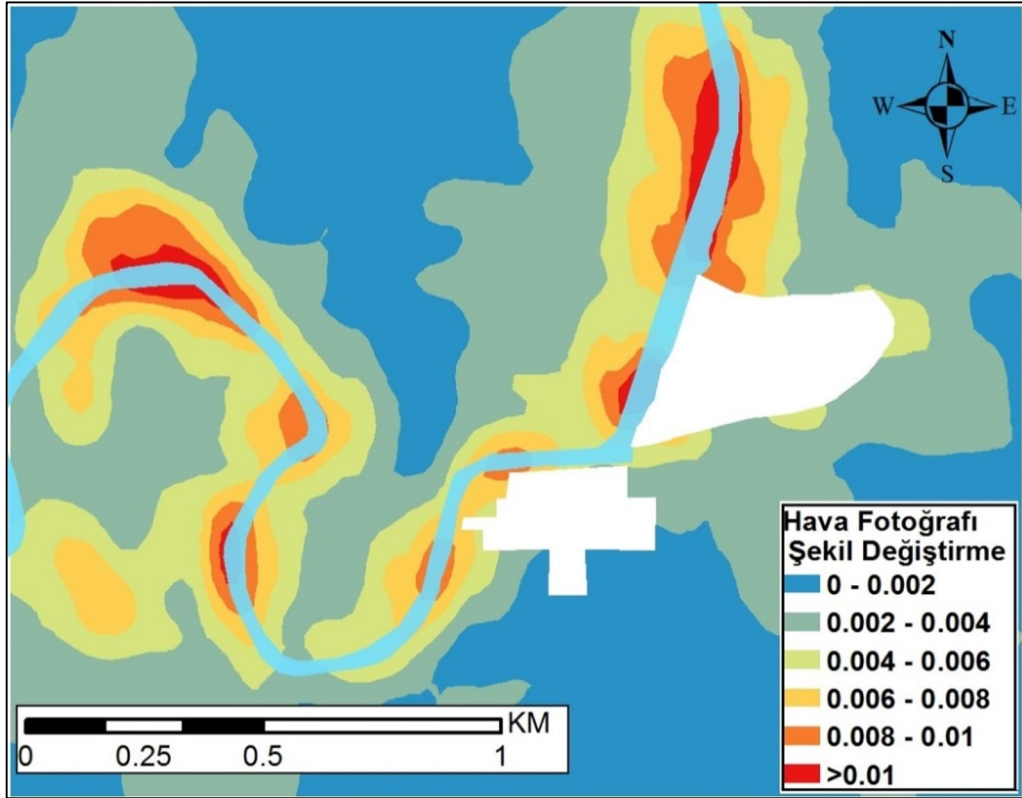 N
W E
S
Hava Fotoğrafı
Şekil Değiştirme
0 - 0.002
0.002 - 0.004
0.004 - 0.006
0.006 - 0.008
0.008 - 0.01
>0.01
KM
0 0.25 0.5 1